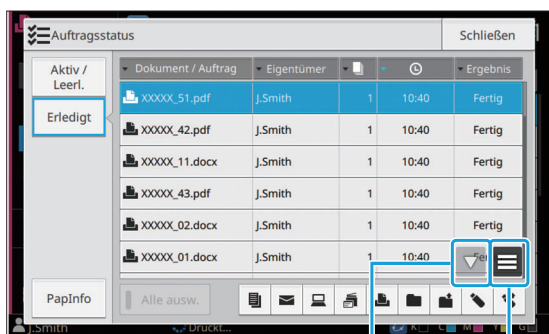 Auftragsstatus
Schließen
Aktiv /
Leerl.
Erledigt
Dokument / Auftrag Eigentümer Ergebnis
XXXXX_51.pdf J.Smith 1 10:40 Fertig
XXXXX_42.pdf J.Smith 1 10:40 Fertig
XXXXX_11.docx J.Smith 1 10:40 Fertig
XXXXX_43.pdf J.Smith 1 10:40 Fertig
XXXXX_02.docx J.Smith 1 10:40 Fertig
XXXXX_01.docx J.Smith 1 10:40
PapInfo
Alle ausw.
J.Smith Druckt... K C M Y G